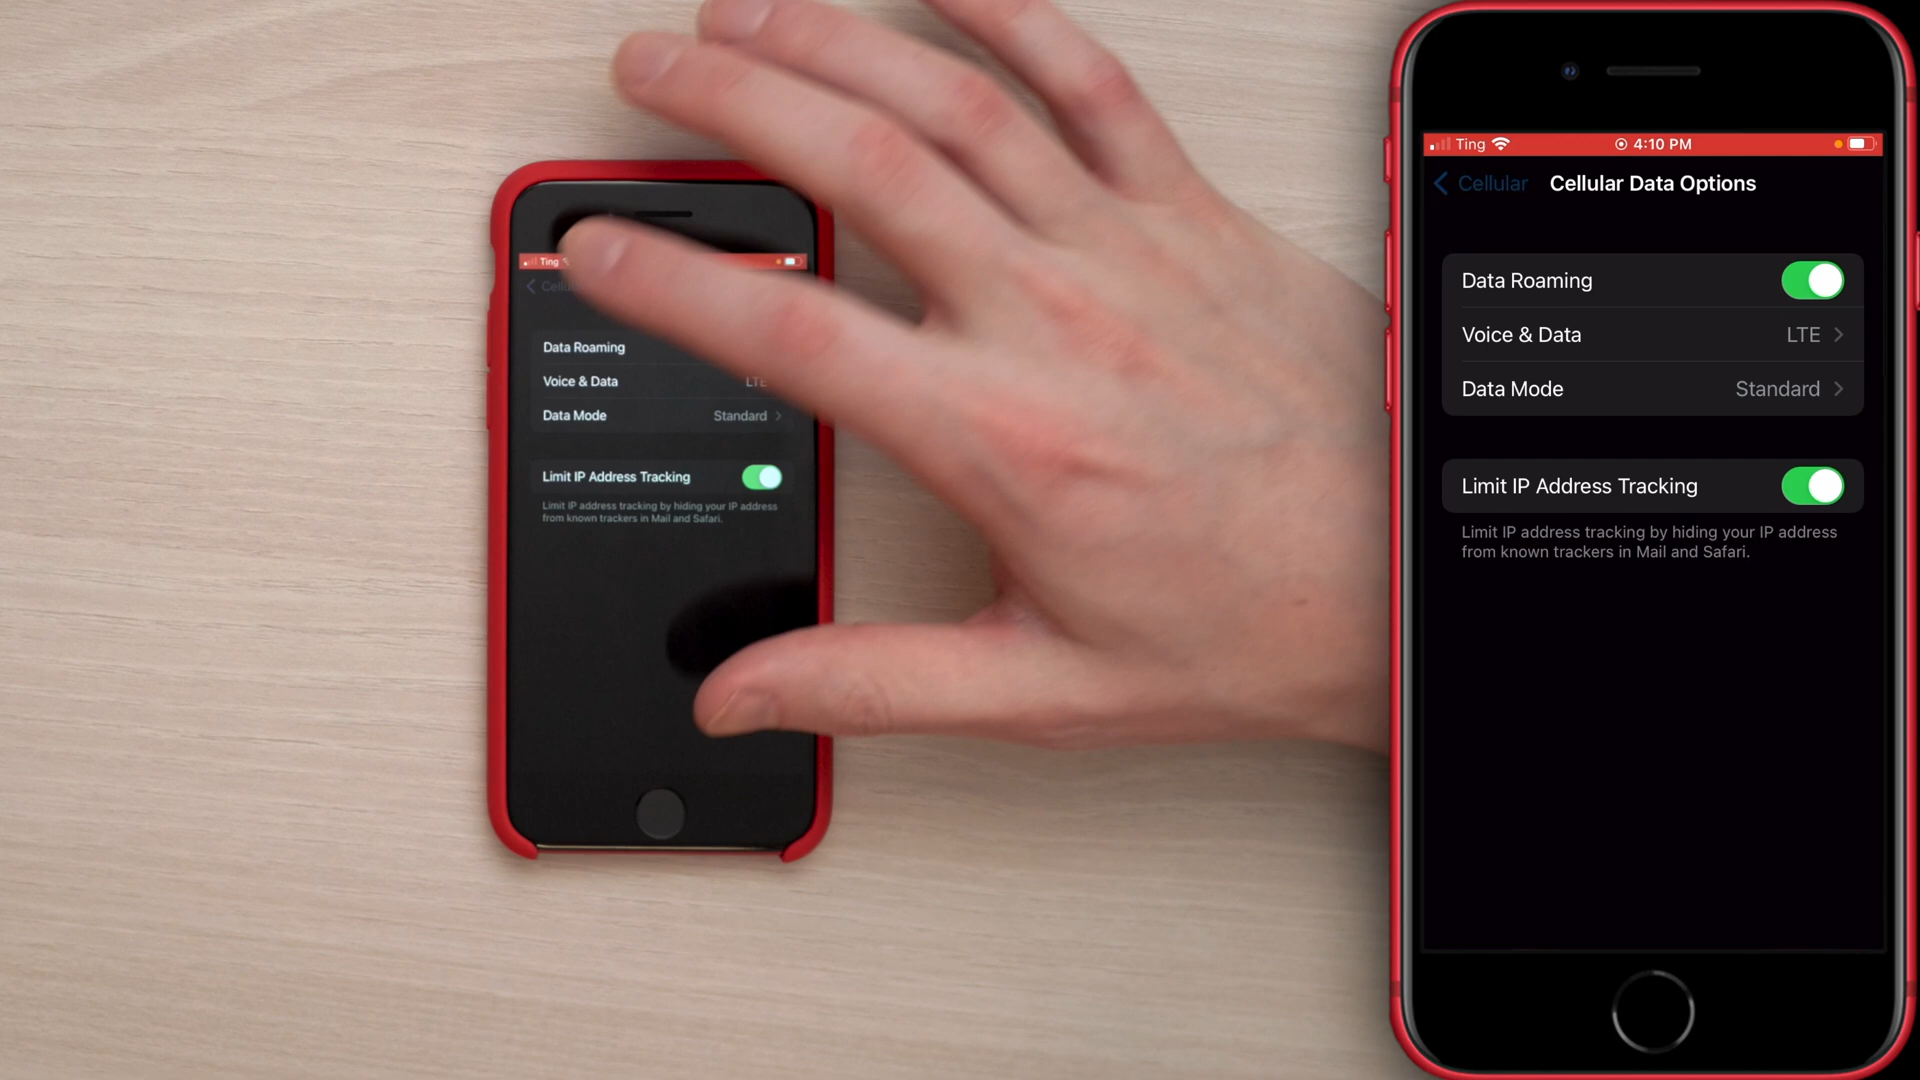 Ting
Data Roaming
Voice & Data LTE
Data Mode Standard
Limit IP Address Tracking
Limit IP address tracking by hiding your IP address
from known trackers in Mail and Safari.
Ting 4:10 PM
Cellular Cellular Data Options
Data Roaming
Voice & Data LTE
Data Mode Standard
Limit IP Address Tracking
Limit IP address tracking by hiding your IP address
from known trackers in Mail and Safari.